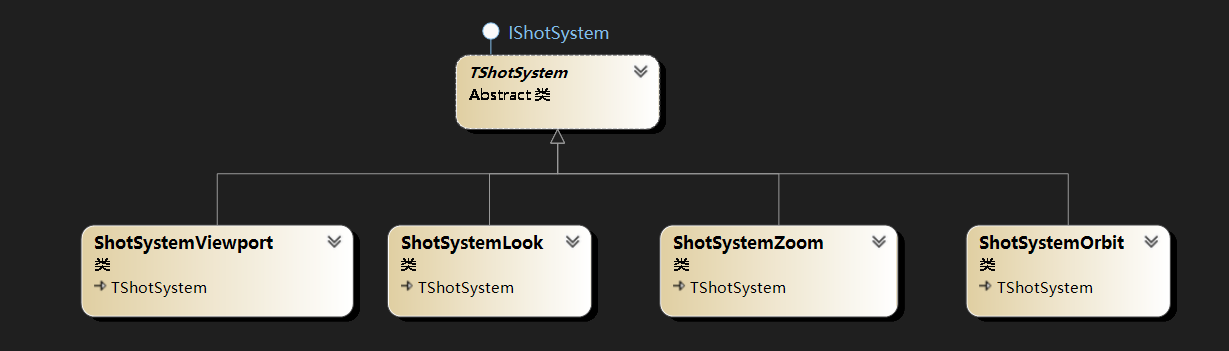 IShotSystem
TShotSystem
Abstract 类
ShotSystemViewport
类
TShotSystem
ShotSystemLook
类
TShotSystem
ShotSystemZoom
类
TShotSystem
ShotSystemOrbit
类
TShotSystem